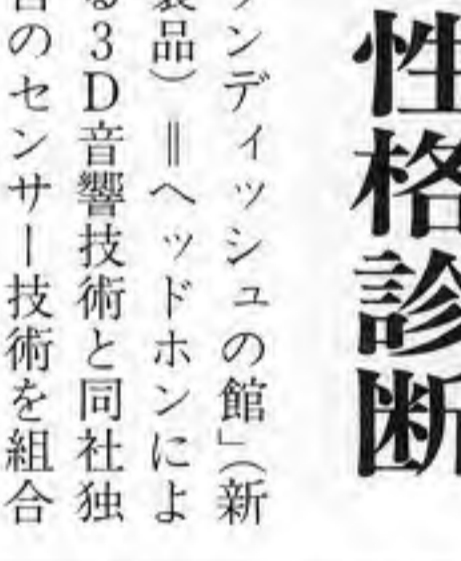 性格診断
ンディッシュの館」(新
製品)=ヘッドホンによ
る3D音響技術と同社独
自のセンサー技術を組合